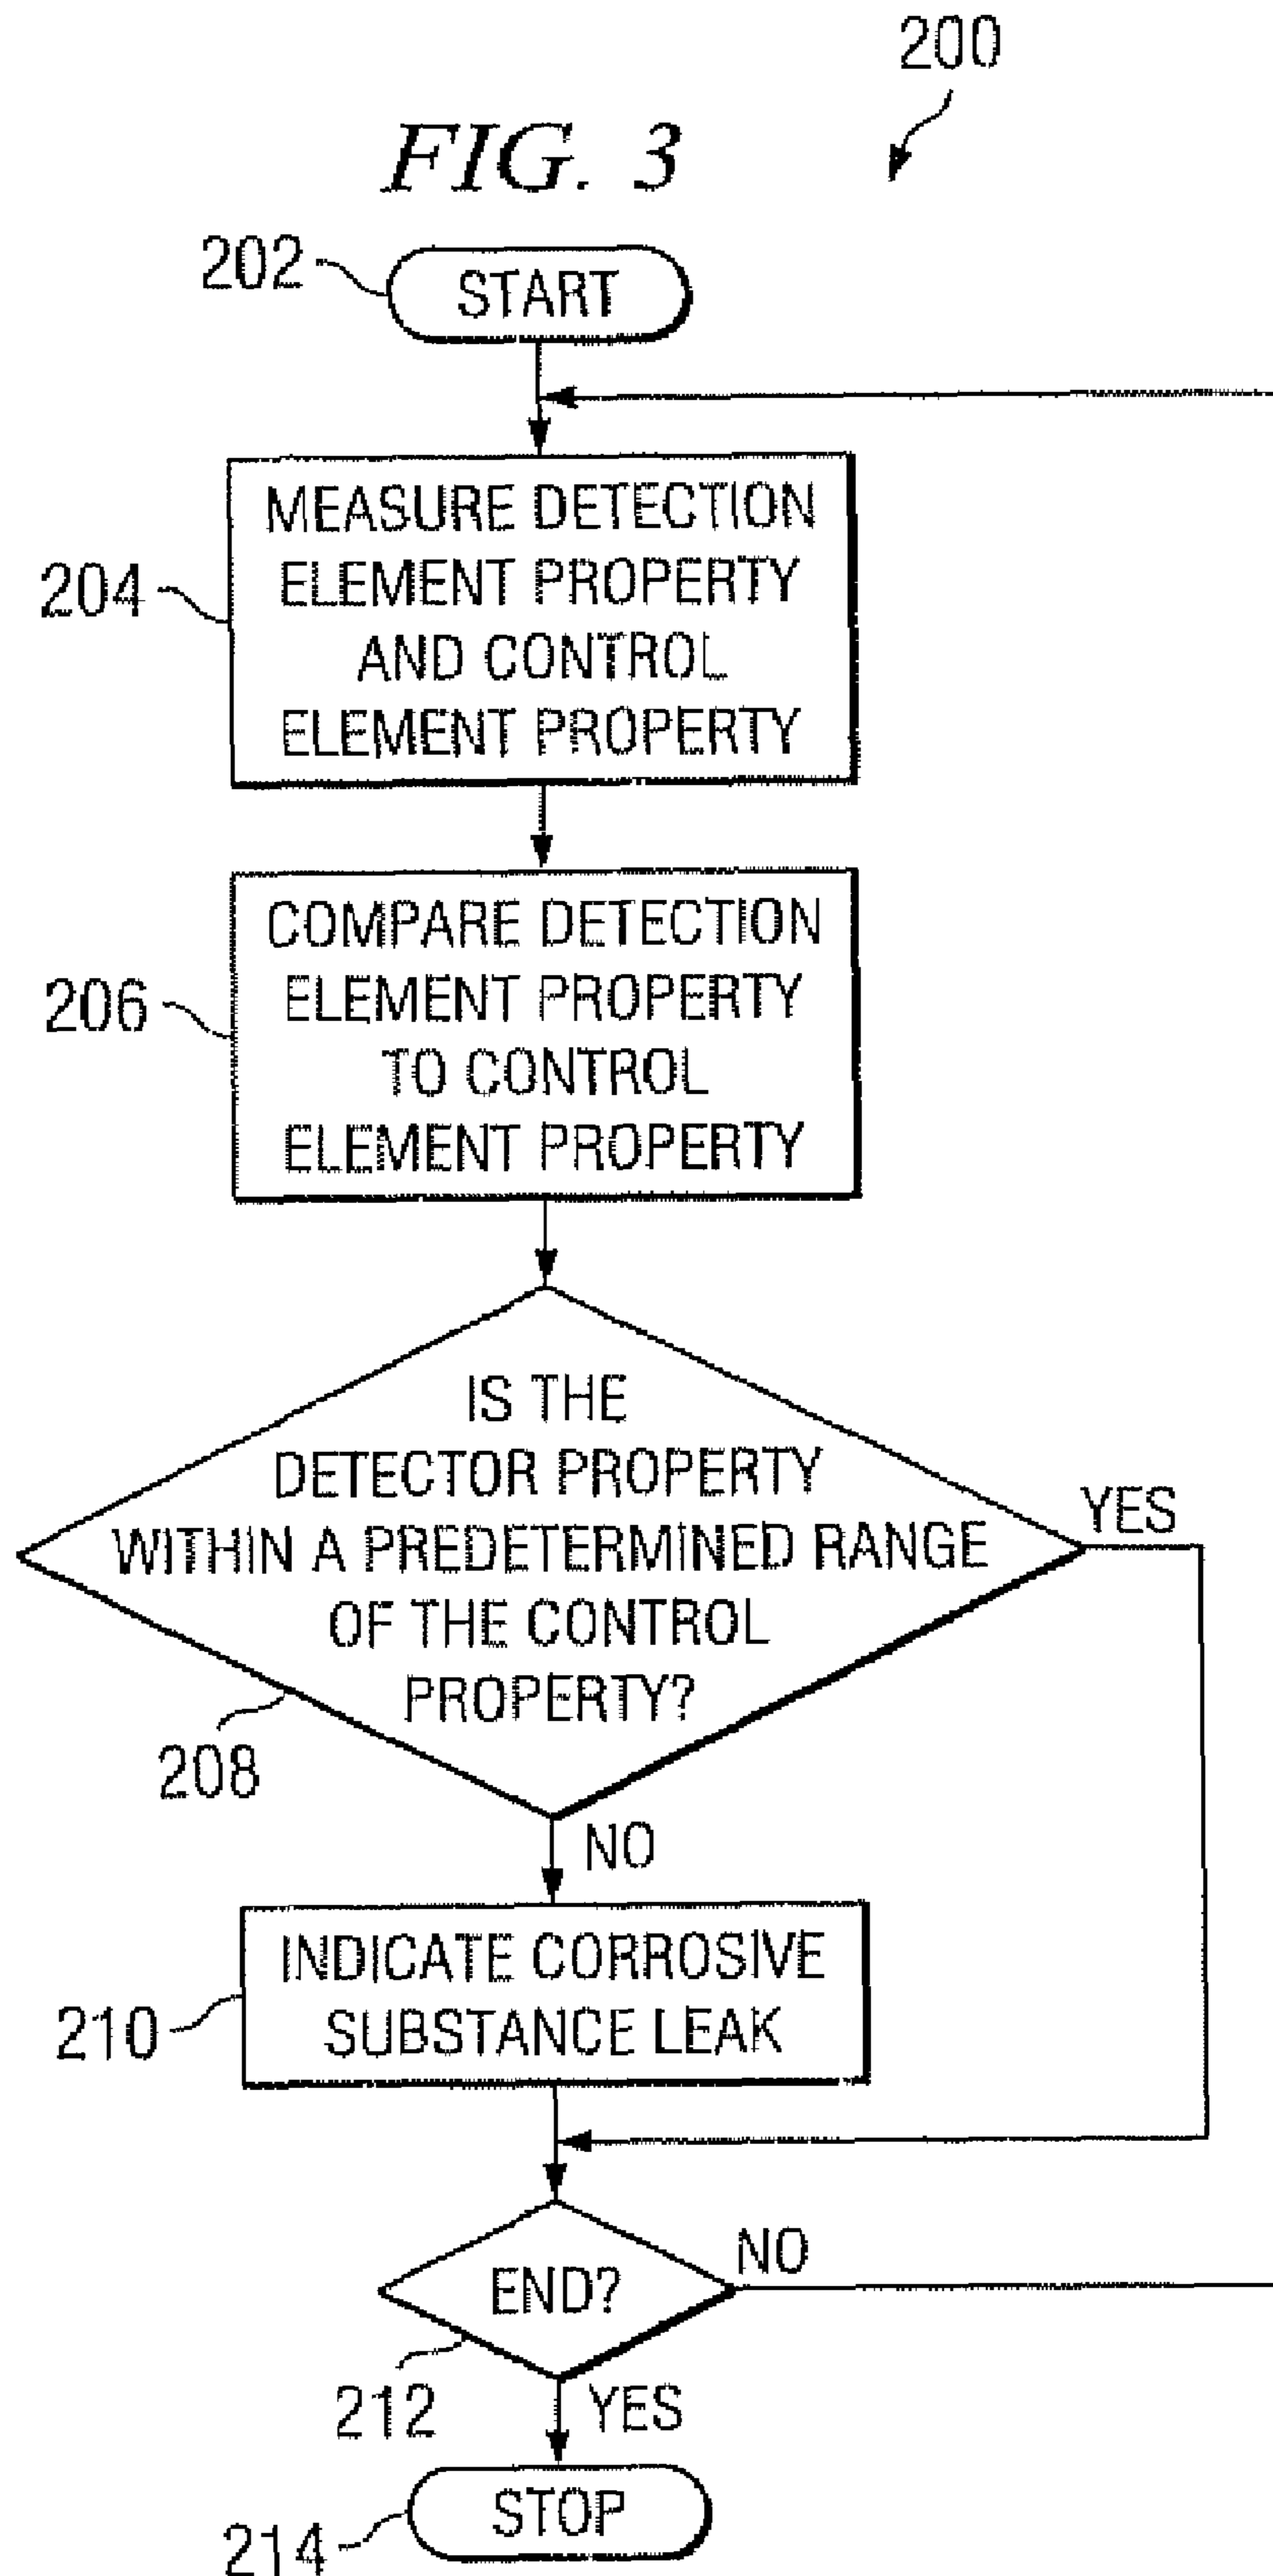 200
FIG. 3
202
START
204
MEASURE DETECTION
ELEMENT PROPERTY
AND CONTROL
ELEMENT PROPERTY
206
COMPARE DETECTION
ELEMENT PROPERTY
TO CONTROL
ELEMENT PROPERTY
IS THE
DETECTOR PROPERTY
WITHIN A PREDETERMINED RANGE
OF THE CONTROL
PROPERTY?
YES
208
NO
210
INDICATE CORROSIVE
SUBSTANCE LEAK
END?
NO
212
YES
STOP
214